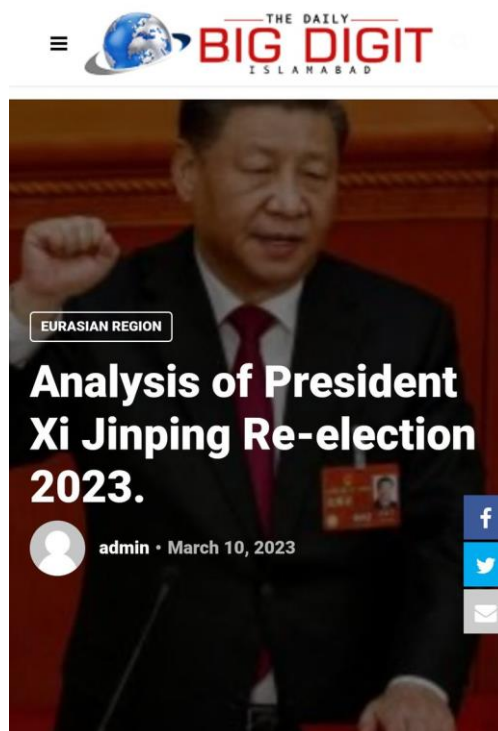 THE DAILY
BIG DIGIT
ISLAMABAD
EURASIAN REGION
Analysis of President
Xi Jinping Re-election
2023.
admin • March 10, 2023